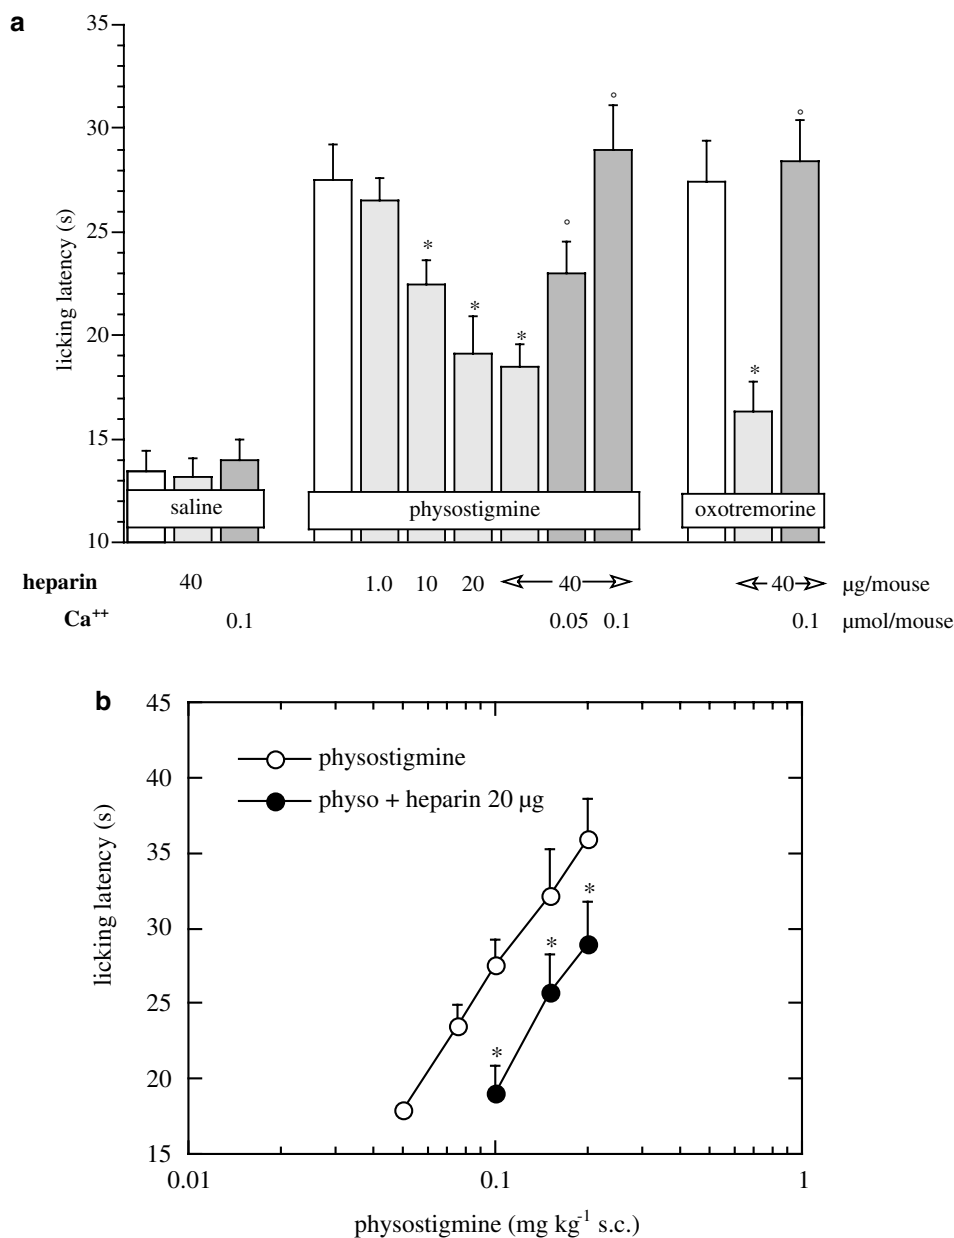 a
35
30
25
20
15
10
licking latency (s)
* * * ° ° * °
saline physostigmine oxotremorine
heparin 40 1.0 10 20 40 40 µg/mouse
Ca++ 0.1 0.05 0.1 0.1 µmol/mouse
b
45
40
35
30
25
20
15
licking latency (s)
physostigmine
physo + heparin 20 µg
* * *
0.01 0.1 1
physostigmine (mg kg-1 s.c.)